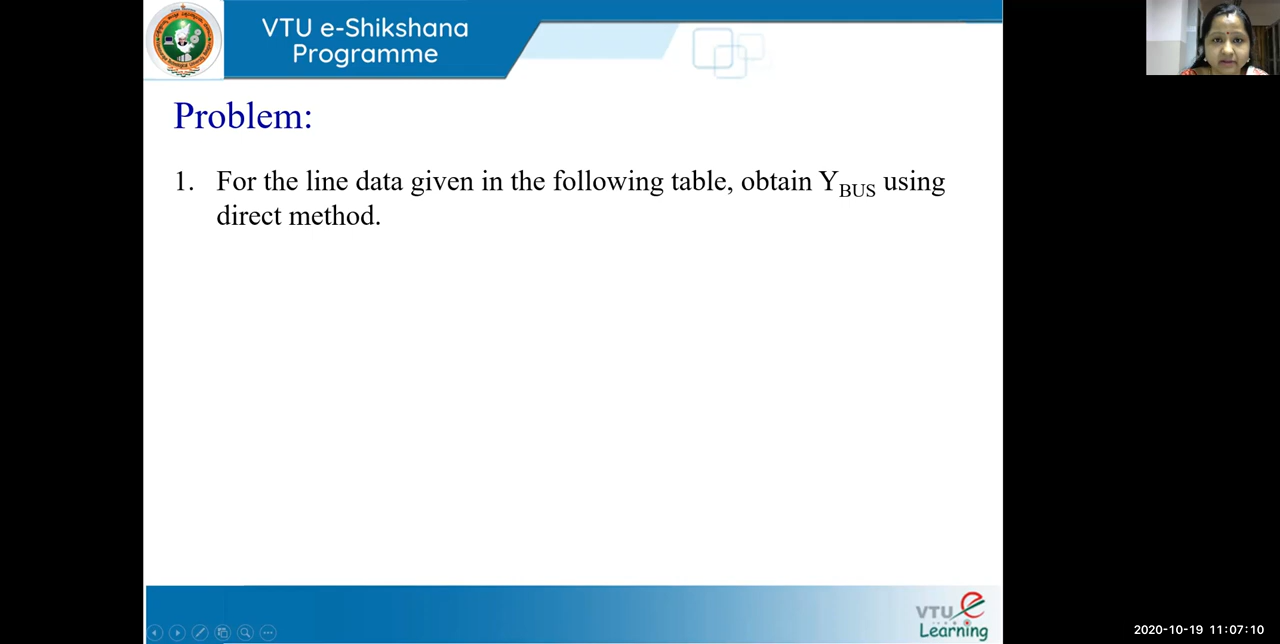 VTU e-Shikshana
Programme
Problem:
1. For the line data given in the following table, obtain Y_BUS using
direct method.
VTU e
Learning
2020-10-19 11:07:10